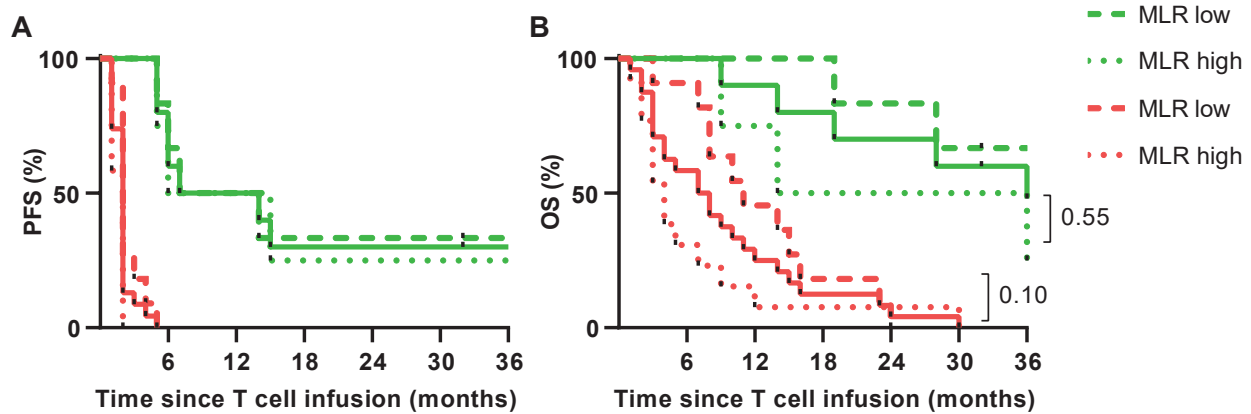 A
PFS (%)
100
50
0
6 12 18 24 30 36
Time since T cell infusion (months)
B
OS (%)
100
50
0
6 12 18 24 30 36
Time since T cell infusion (months)
0.55
0.10
MLR low
MLR high
MLR low
MLR high